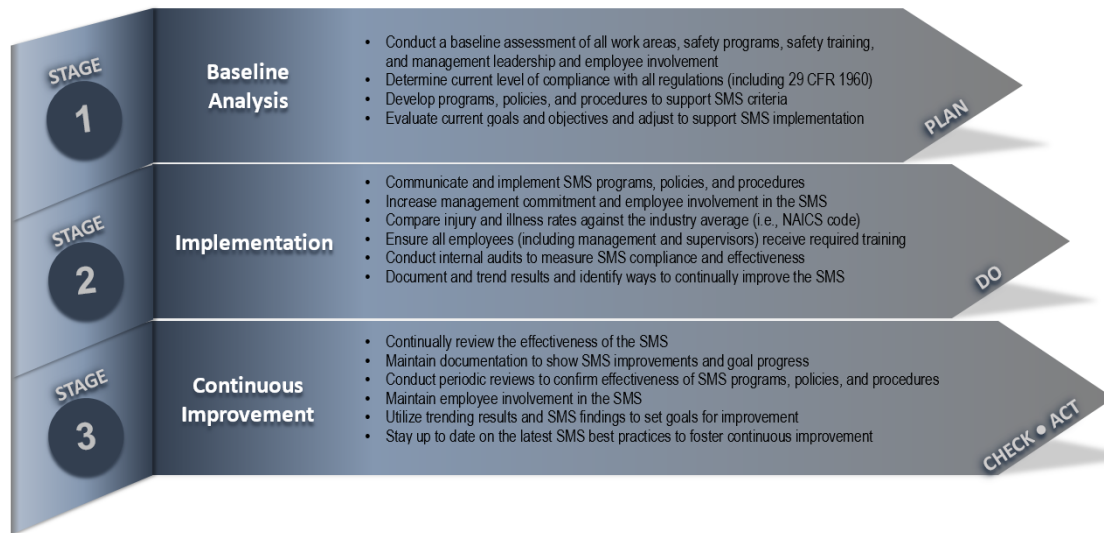 STAGE
1
Baseline
Analysis
• Conduct a baseline assessment of all work areas, safety programs, safety training,
and management leadership and employee involvement
• Determine current level of compliance with all regulations (including 29 CFR 1960)
• Develop programs, policies, and procedures to support SMS criteria
• Evaluate current goals and objectives and adjust to support SMS implementation
PLAN
STAGE
2
Implementation
• Communicate and implement SMS programs, policies, and procedures
• Increase management commitment and employee involvement in the SMS
• Compare injury and illness rates against the industry average (i.e., NAICS code)
• Ensure all employees (including management and supervisors) receive required training
• Conduct internal audits to measure SMS compliance and effectiveness
• Document and trend results and identify ways to continually improve the SMS
DO
STAGE
3
Continuous
Improvement
• Continually review the effectiveness of the SMS
• Maintain documentation to show SMS improvements and goal progress
• Conduct periodic reviews to confirm effectiveness of SMS programs, policies, and procedures
• Maintain employee involvement in the SMS
• Utilize trending results and SMS findings to set goals for improvement
• Stay up to date on the latest SMS best practices to foster continuous improvement
CHECK • ACT